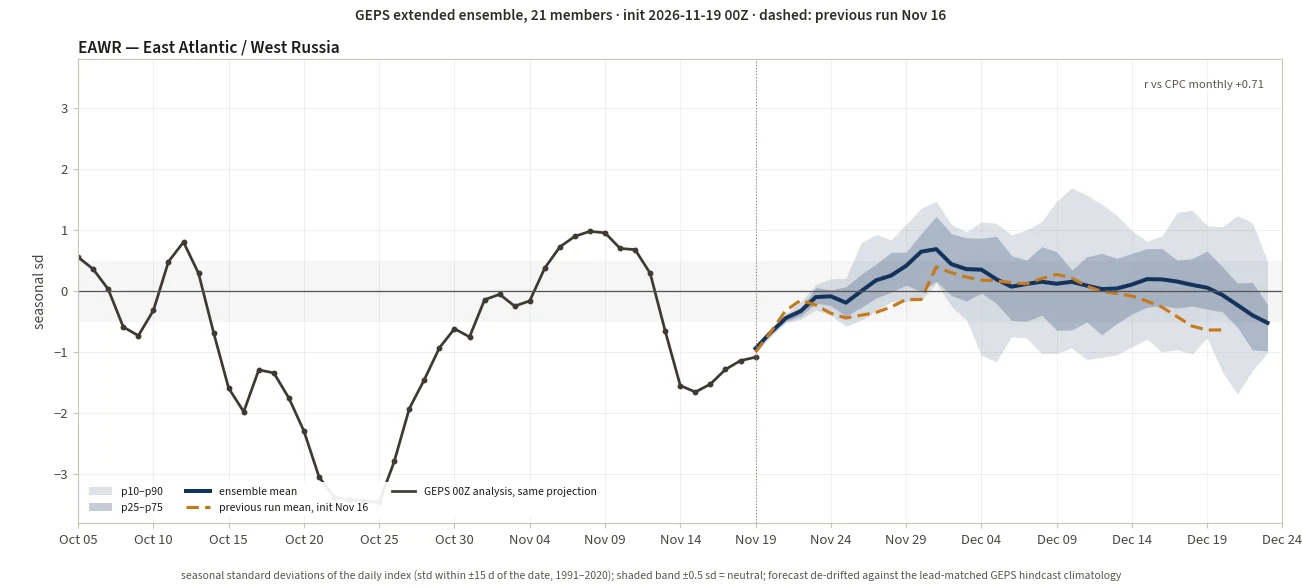 GEPS extended ensemble, 21 members · init 2026-11-19 00Z · dashed: previous run Nov 16
EAWR — East Atlantic / West Russia
r vs CPC monthly +0.71
seasonal sd
3
2
1
0
−1
−2
−3
p10–p90
p25–p75
ensemble mean
previous run mean, init Nov 16
GEPS 00Z analysis, same projection
Oct 05 Oct 10 Oct 15 Oct 20 Oct 25 Oct 30 Nov 04 Nov 09 Nov 14 Nov 19 Nov 24 Nov 29 Dec 04 Dec 09 Dec 14 Dec 19 Dec 24
seasonal standard deviations of the daily index (std within ±15 d of the date, 1991–2020); shaded band ±0.5 sd = neutral; forecast de-drifted against the lead-matched GEPS hindcast climatology